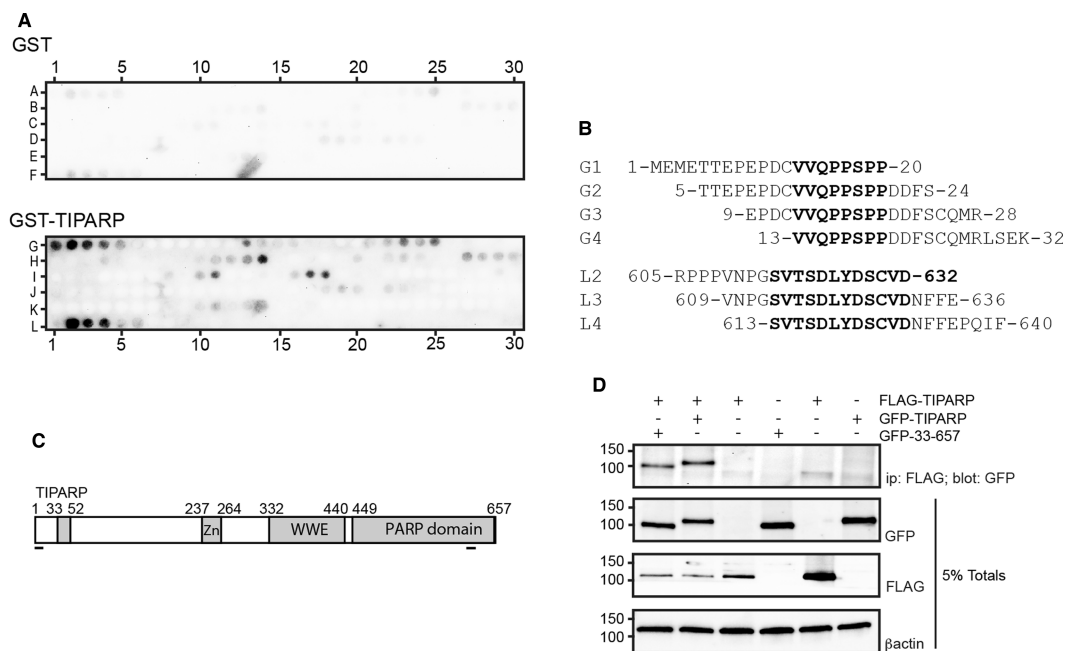 A
GST
1 5 10 15 20 25 30
A
B
C
D
E
F
GST-TIPARP
G
H
I
J
K
L
1 5 10 15 20 25 30
B
G1 1-MEMETTEPEPDCVVQPPSPP-20
G2 5-TTEPEPDCVVQPPSPPDDFS-24
G3 9-EPDCVVQPPSPPDDFSCQMR-28
G4 13-VVQPPSPPDDFSCQMRLSEK-32
L2 605-RPPPVNPGSVTSDLYDSCVD-632
L3 609-VNPGSVTSDLYDSCVDNFFE-636
L4 613-SVTSDLYDSCVDNFFEPQIF-640
C
TIPARP
1 33 52 237 264 332 440 449 657
Zn WWE PARP domain
D
+ + + - + - FLAG-TIPARP
- + - - - + GFP-TIPARP
+ - - + - - GFP-33-657
150
100
ip: FLAG; blot: GFP
150
100
GFP
150
100
FLAG
150
100
βactin
5% Totals